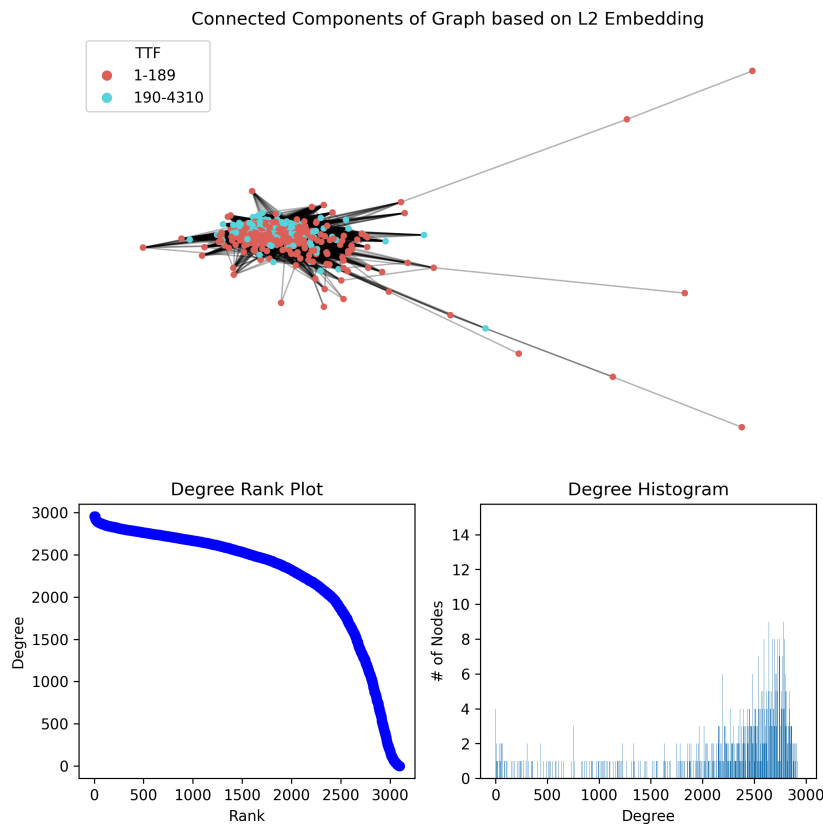 Connected Components of Graph based on L2 Embedding
TTF
1-189
190-4310
Degree Rank Plot
3000
2500
2000
1500
1000
500
0
Degree
0 500 1000 1500 2000 2500 3000
Rank
Degree Histogram
14
12
10
8
6
4
2
0
# of Nodes
0 500 1000 1500 2000 2500 3000
Degree